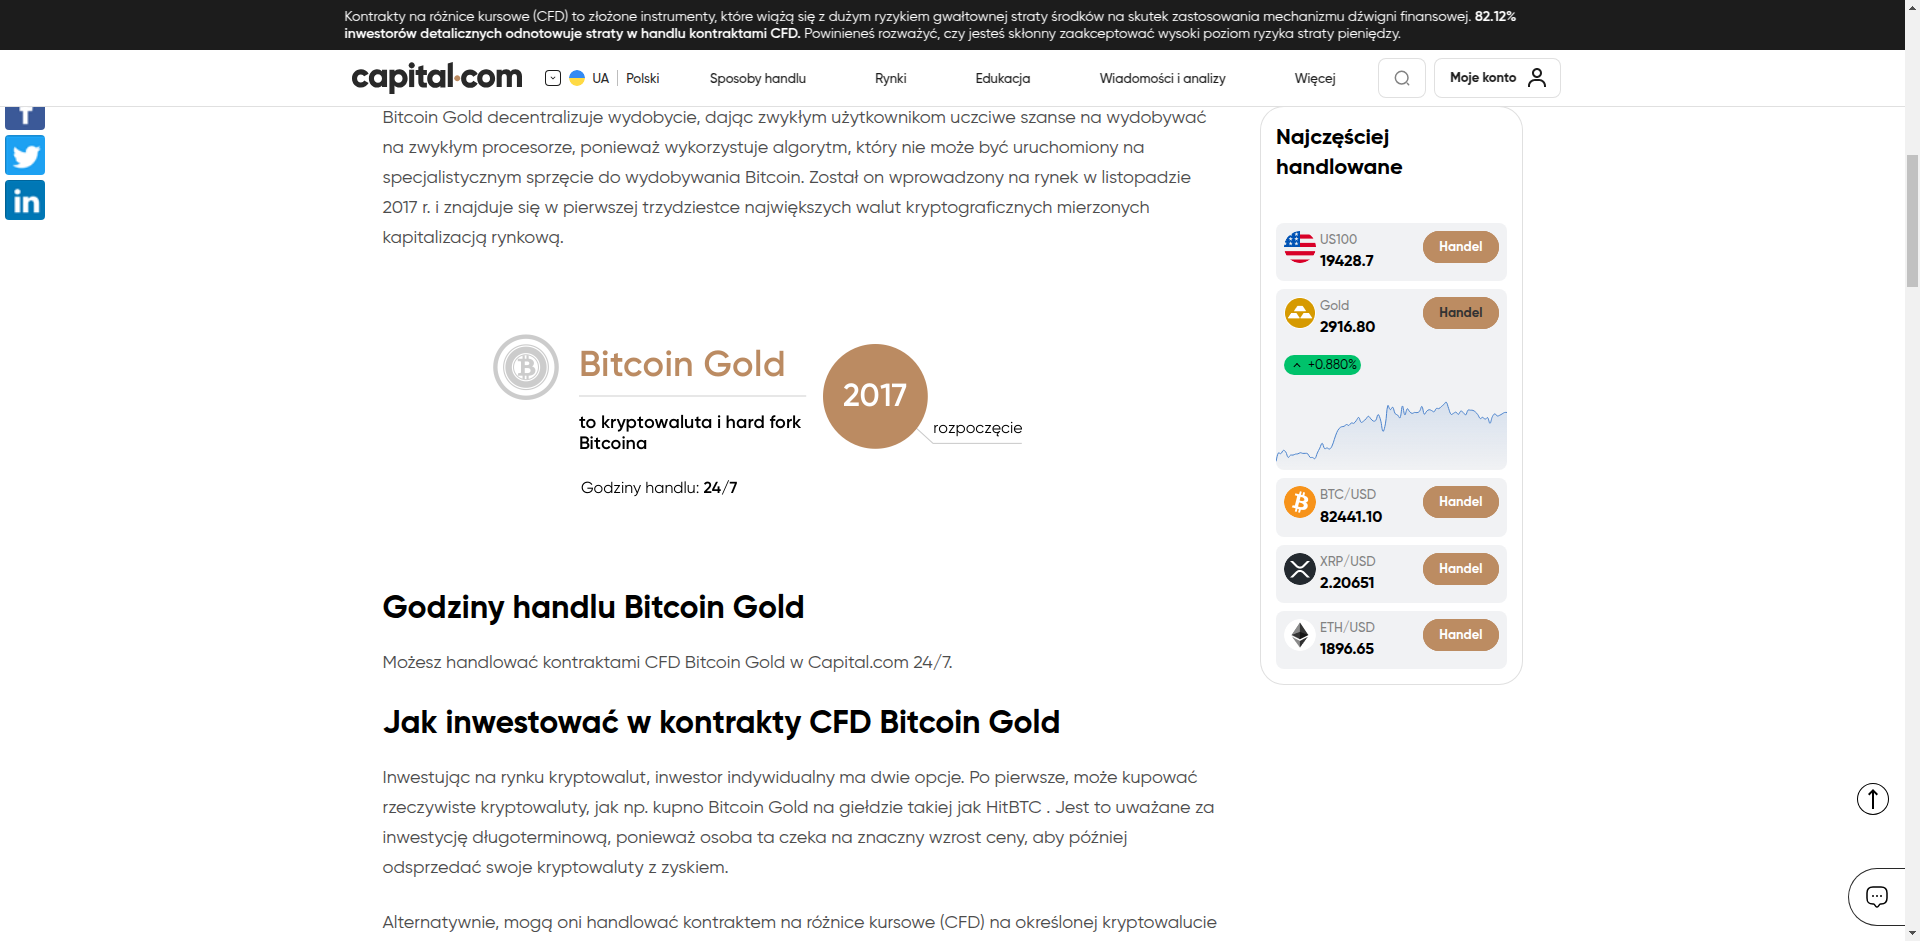 Kontrakty na różnice kursowe (CFD) to złożone instrumenty, które wiążą się z dużym ryzykiem gwałtownej straty środków na skutek zastosowania mechanizmu dźwigni finansowej. 82.12%
inwestorów detalicznych odnotowuje straty w handlu kontraktami CFD. Powinieneś rozważyć, czy jesteś skłonny zaakceptować wysoki poziom ryzyka straty pieniędzy.
capital.com UA Polski Sposoby handlu Rynki Edukacja Wiadomości i analizy Więcej Moje konto
Bitcoin Gold decentralizuje wydobycie, dając zwykłym użytkownikom uczciwe szanse na wydobywać
na zwykłym procesorze, ponieważ wykorzystuje algorytm, który nie może być uruchomiony na
specjalistycznym sprzęcie do wydobywania Bitcoin. Został on wprowadzony na rynek w listopadzie
2017 r. i znajduje się w pierwszej trzydziestce największych walut kryptograficznych mierzonych
kapitalizacją rynkową.
Bitcoin Gold
to kryptowaluta i hard fork
Bitcoina
Godziny handlu: 24/7
2017
rozpoczęcie
Godziny handlu Bitcoin Gold
Możesz handlować kontraktami CFD Bitcoin Gold w Capital.com 24/7.
Jak inwestować w kontrakty CFD Bitcoin Gold
Inwestując na rynku kryptowalut, inwestor indywidualny ma dwie opcje. Po pierwsze, może kupować
rzeczywiste kryptowaluty, jak np. kupno Bitcoin Gold na giełdzie takiej jak HitBTC . Jest to uważane za
inwestycję długoterminową, ponieważ osoba ta czeka na znaczny wzrost ceny, aby później
odsprzedać swoje kryptowaluty z zyskiem.
Alternatywnie, mogą oni handlować kontraktem na różnice kursowe (CFD) na określonej kryptowalucie
Najczęściej
handlowane
US100
19428.7
Handel
Gold
2916.80
Handel
+0.880%
BTC/USD
82441.10
Handel
XRP/USD
2.20651
Handel
ETH/USD
1896.65
Handel